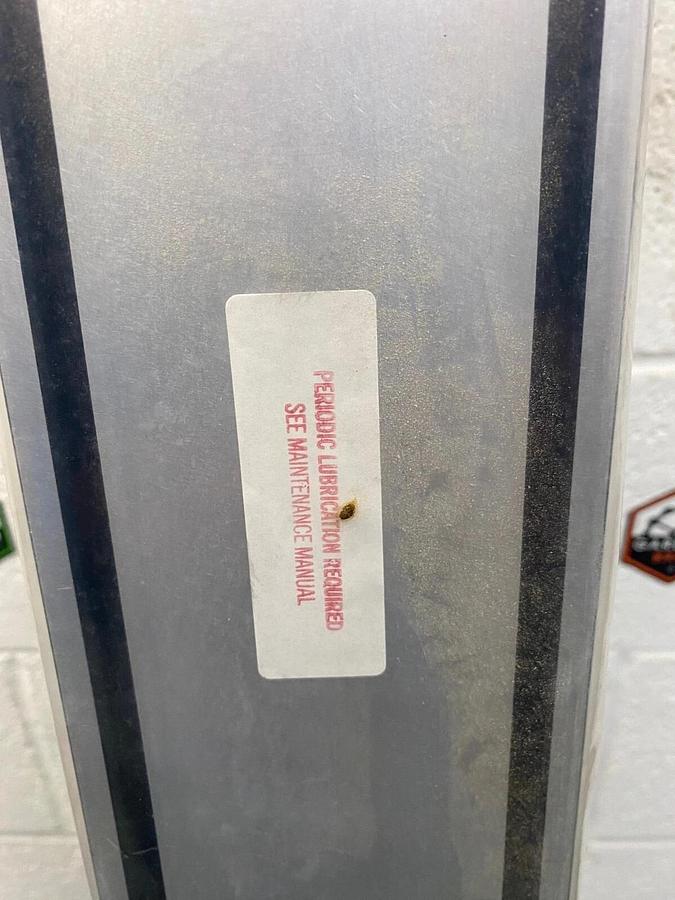 PERIODIC LUBRICATION REQUIRED
SEE MAINTENANCE MANUAL